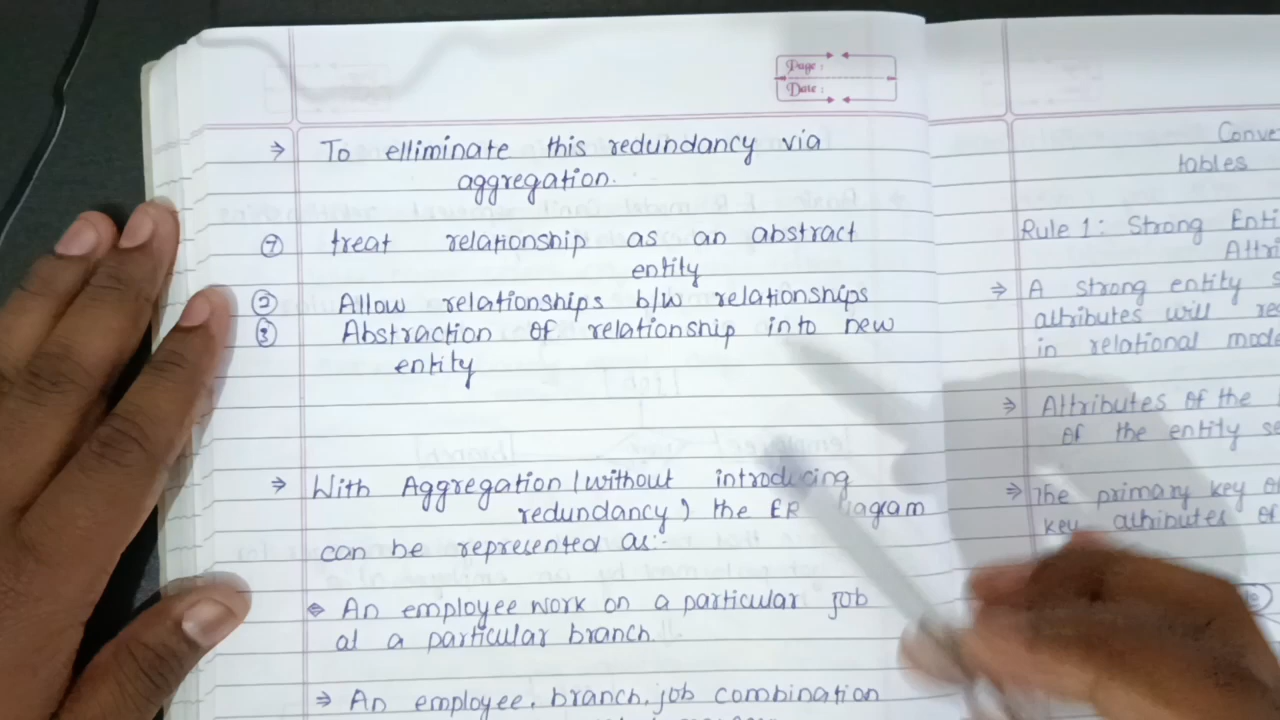 Page :
Date :
⇒ To elliminate this redundancy via
aggregation.
① treat relationship as an abstract
entity
② Allow relationships b/w relationships
③ Abstraction of relationship into new
entity
⇒ With Aggregation (without introducing
redundancy) the ER iagram
can be represented as:-
⇒ An employee work on a particular job
at a particular branch.
⇒ An employee, branch, job combination
Conve
tables
Rule 1: Strong Enti
Attri
⇒ A strong entity s
attributes will re
in relational mode
⇒ Attributes of the
of the entity se
⇒ The primary key of
key attributes of